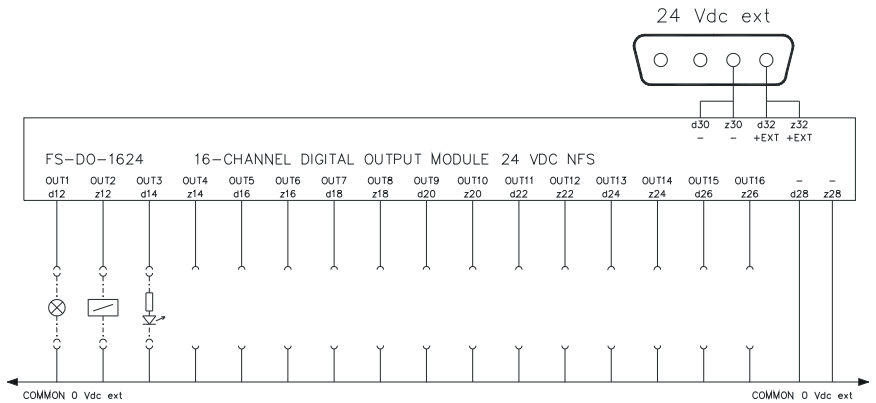 24 Vdc ext
d30 z30 d32 z32
- - +EXT +EXT
FS-DO-1624 16-CHANNEL DIGITAL OUTPUT MODULE 24 VDC NFS
OUT1 OUT2 OUT3 OUT4 OUT5 OUT6 OUT7 OUT8 OUT9 OUT10 OUT11 OUT12 OUT13 OUT14 OUT15 OUT16 - -
d12 z12 d14 z14 d16 z16 d18 z18 d20 z20 d22 z22 d24 z24 d26 z26 d28 z28
COMMON 0 Vdc ext COMMON 0 Vdc ext